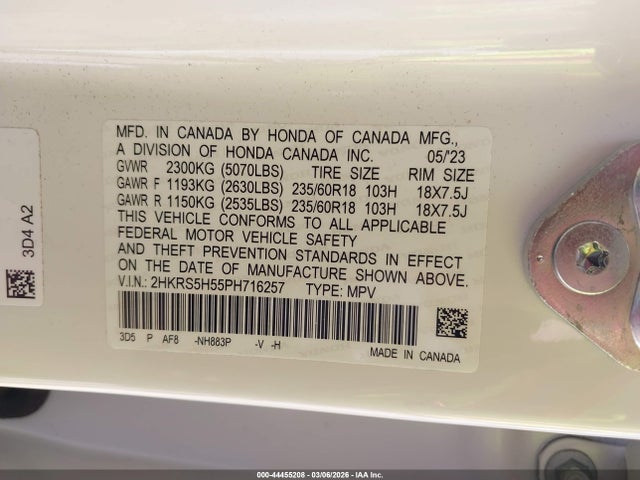 MFD. IN CANADA BY HONDA OF CANADA MFG.,
A DIVISION OF HONDA CANADA INC. 05/'23
GVWR 2300KG (5070LBS) TIRE SIZE RIM SIZE
GAWR F 1193KG (2630LBS) 235/60R18 103H 18X7.5J
GAWR R 1150KG (2535LBS) 235/60R18 103H 18X7.5J
THIS VEHICLE CONFORMS TO ALL APPLICABLE
FEDERAL MOTOR VEHICLE SAFETY
AND THEFT PREVENTION STANDARDS IN EFFECT
ON THE DATE OF MANUFACTURE SHOWN ABOVE.
V.I.N.: 2HKRS5H55PH716257 TYPE: MPV
3D5 P AF8 -NH883P -V -H
MADE IN CANADA
3D4 A2
000-44455208 - 03/06/2026 - IAA Inc.